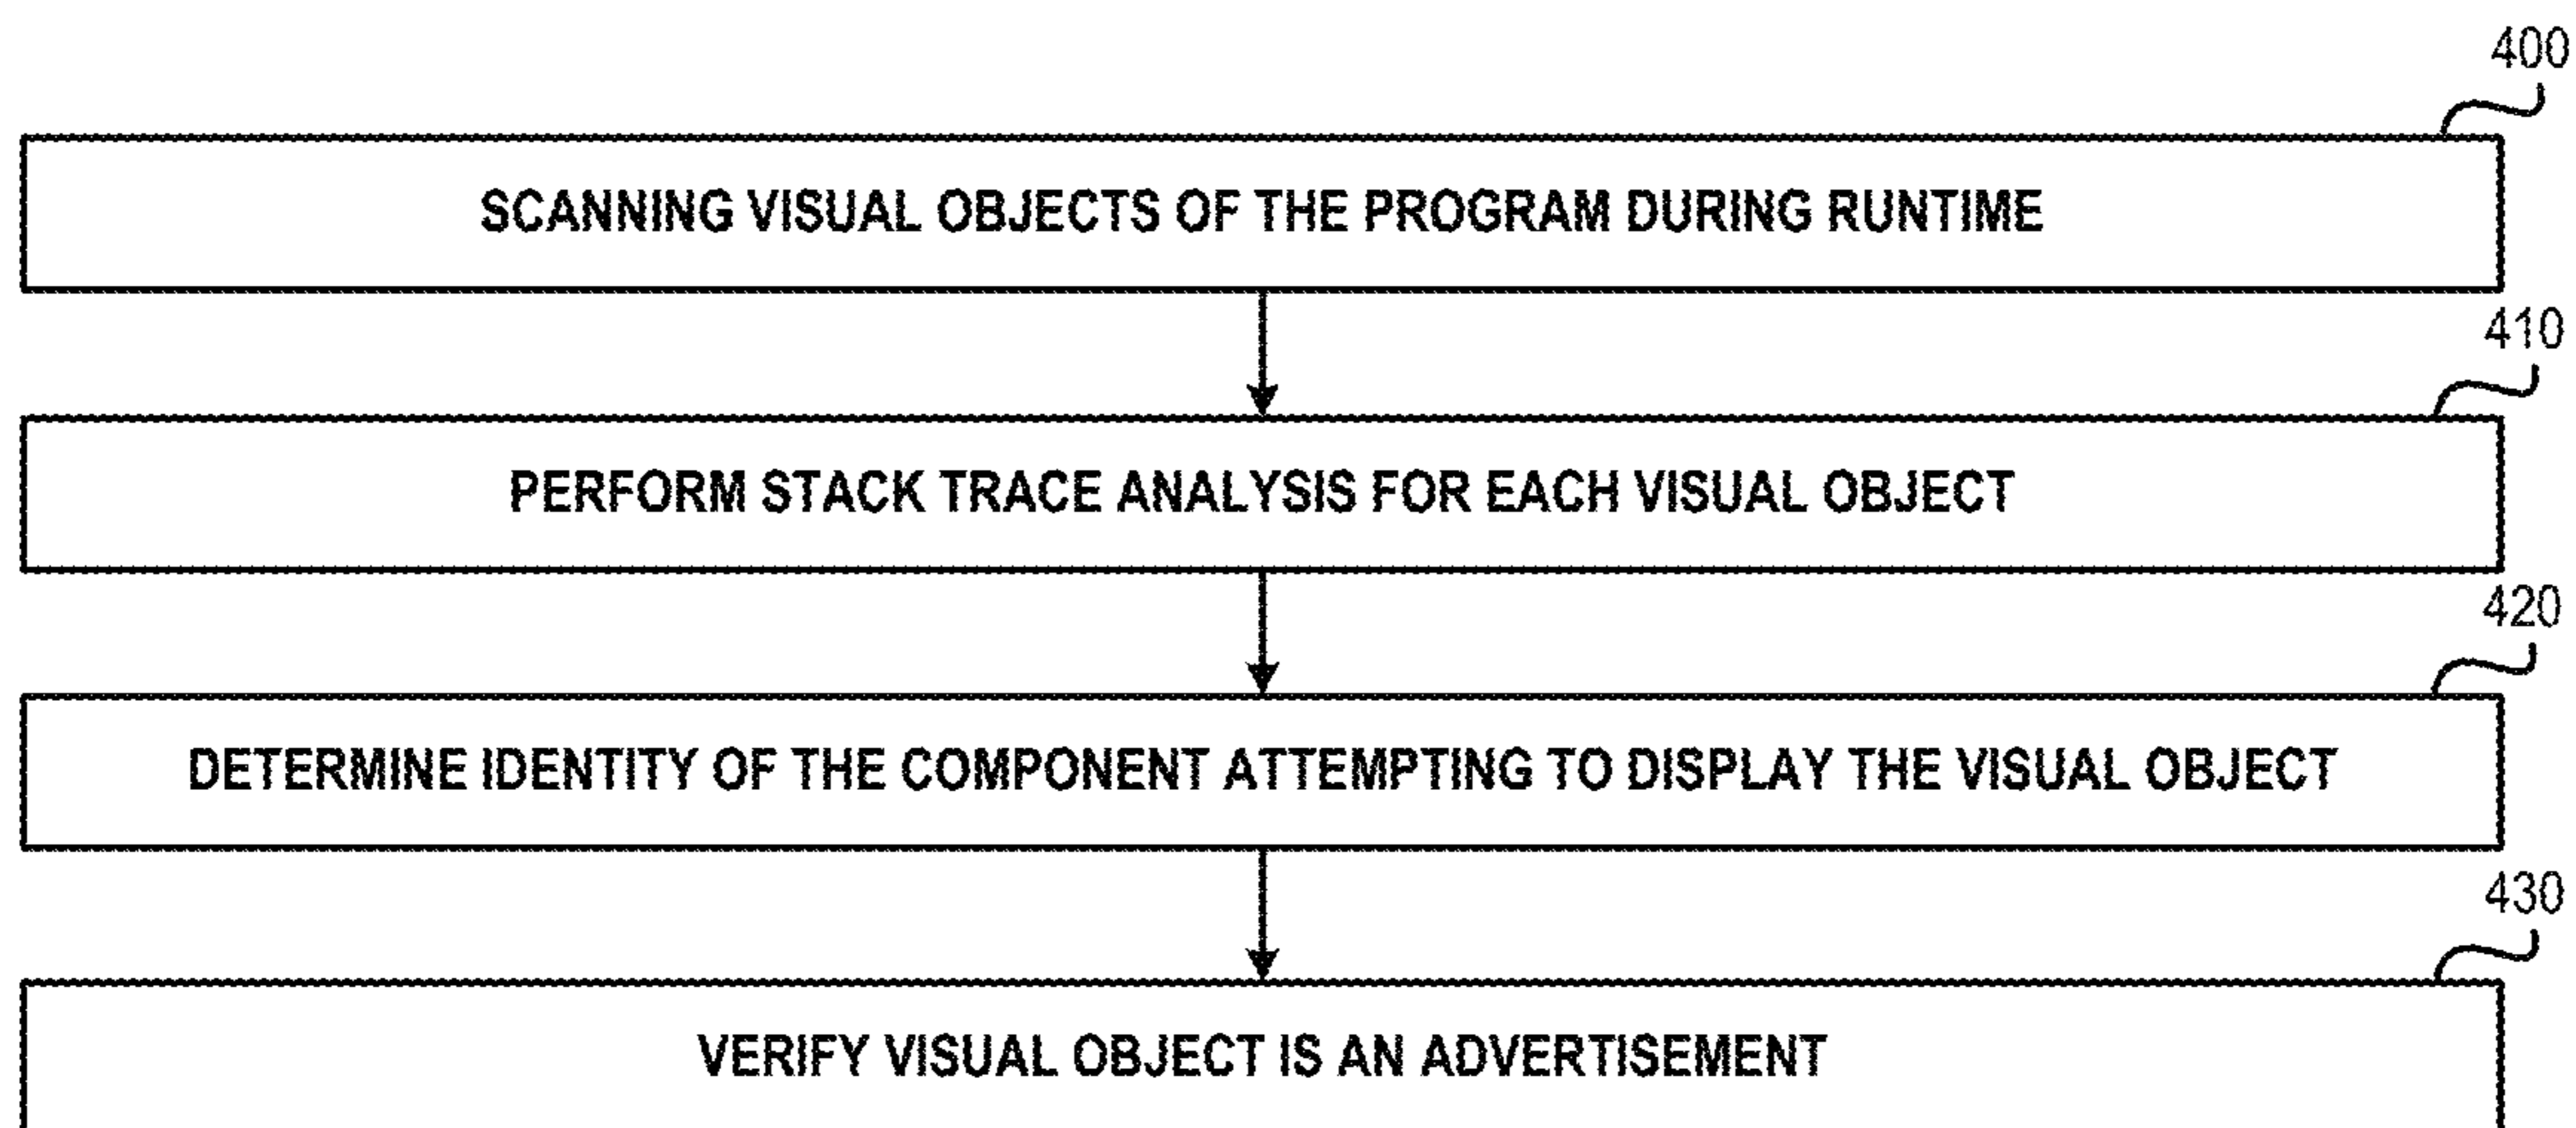 400
SCANNING VISUAL OBJECTS OF THE PROGRAM DURING RUNTIME
410
PERFORM STACK TRACE ANALYSIS FOR EACH VISUAL OBJECT
420
DETERMINE IDENTITY OF THE COMPONENT ATTEMPTING TO DISPLAY THE VISUAL OBJECT
430
VERIFY VISUAL OBJECT IS AN ADVERTISEMENT